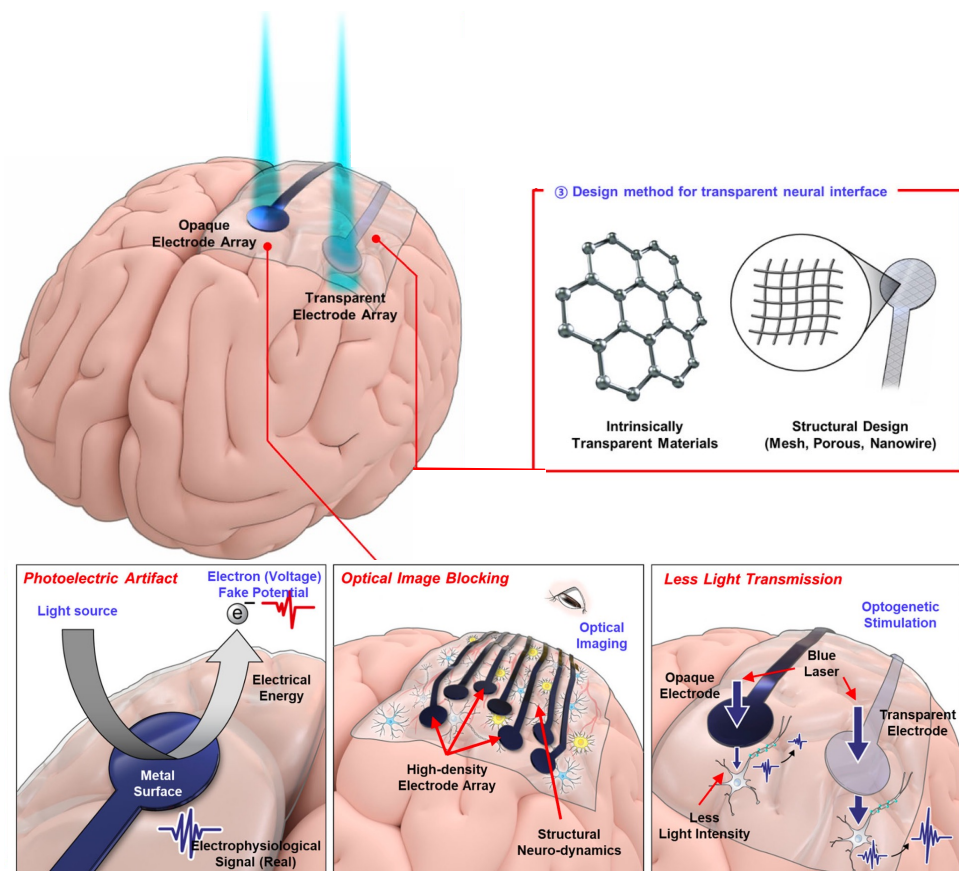 Opaque
Electrode Array
Transparent
Electrode Array
③ Design method for transparent neural interface
Intrinsically
Transparent Materials
Structural Design
(Mesh, Porous, Nanowire)
Photoelectric Artifact
Electron (Voltage)
Fake Potential
Light source
e
Electrical
Energy
Metal
Surface
Electrophysiological
Signal (Real)
Optical Image Blocking
Optical
Imaging
High-density
Electrode Array
Structural
Neuro-dynamics
Less Light Transmission
Optogenetic
Stimulation
Blue
Laser
Opaque
Electrode
Transparent
Electrode
Less
Light Intensity